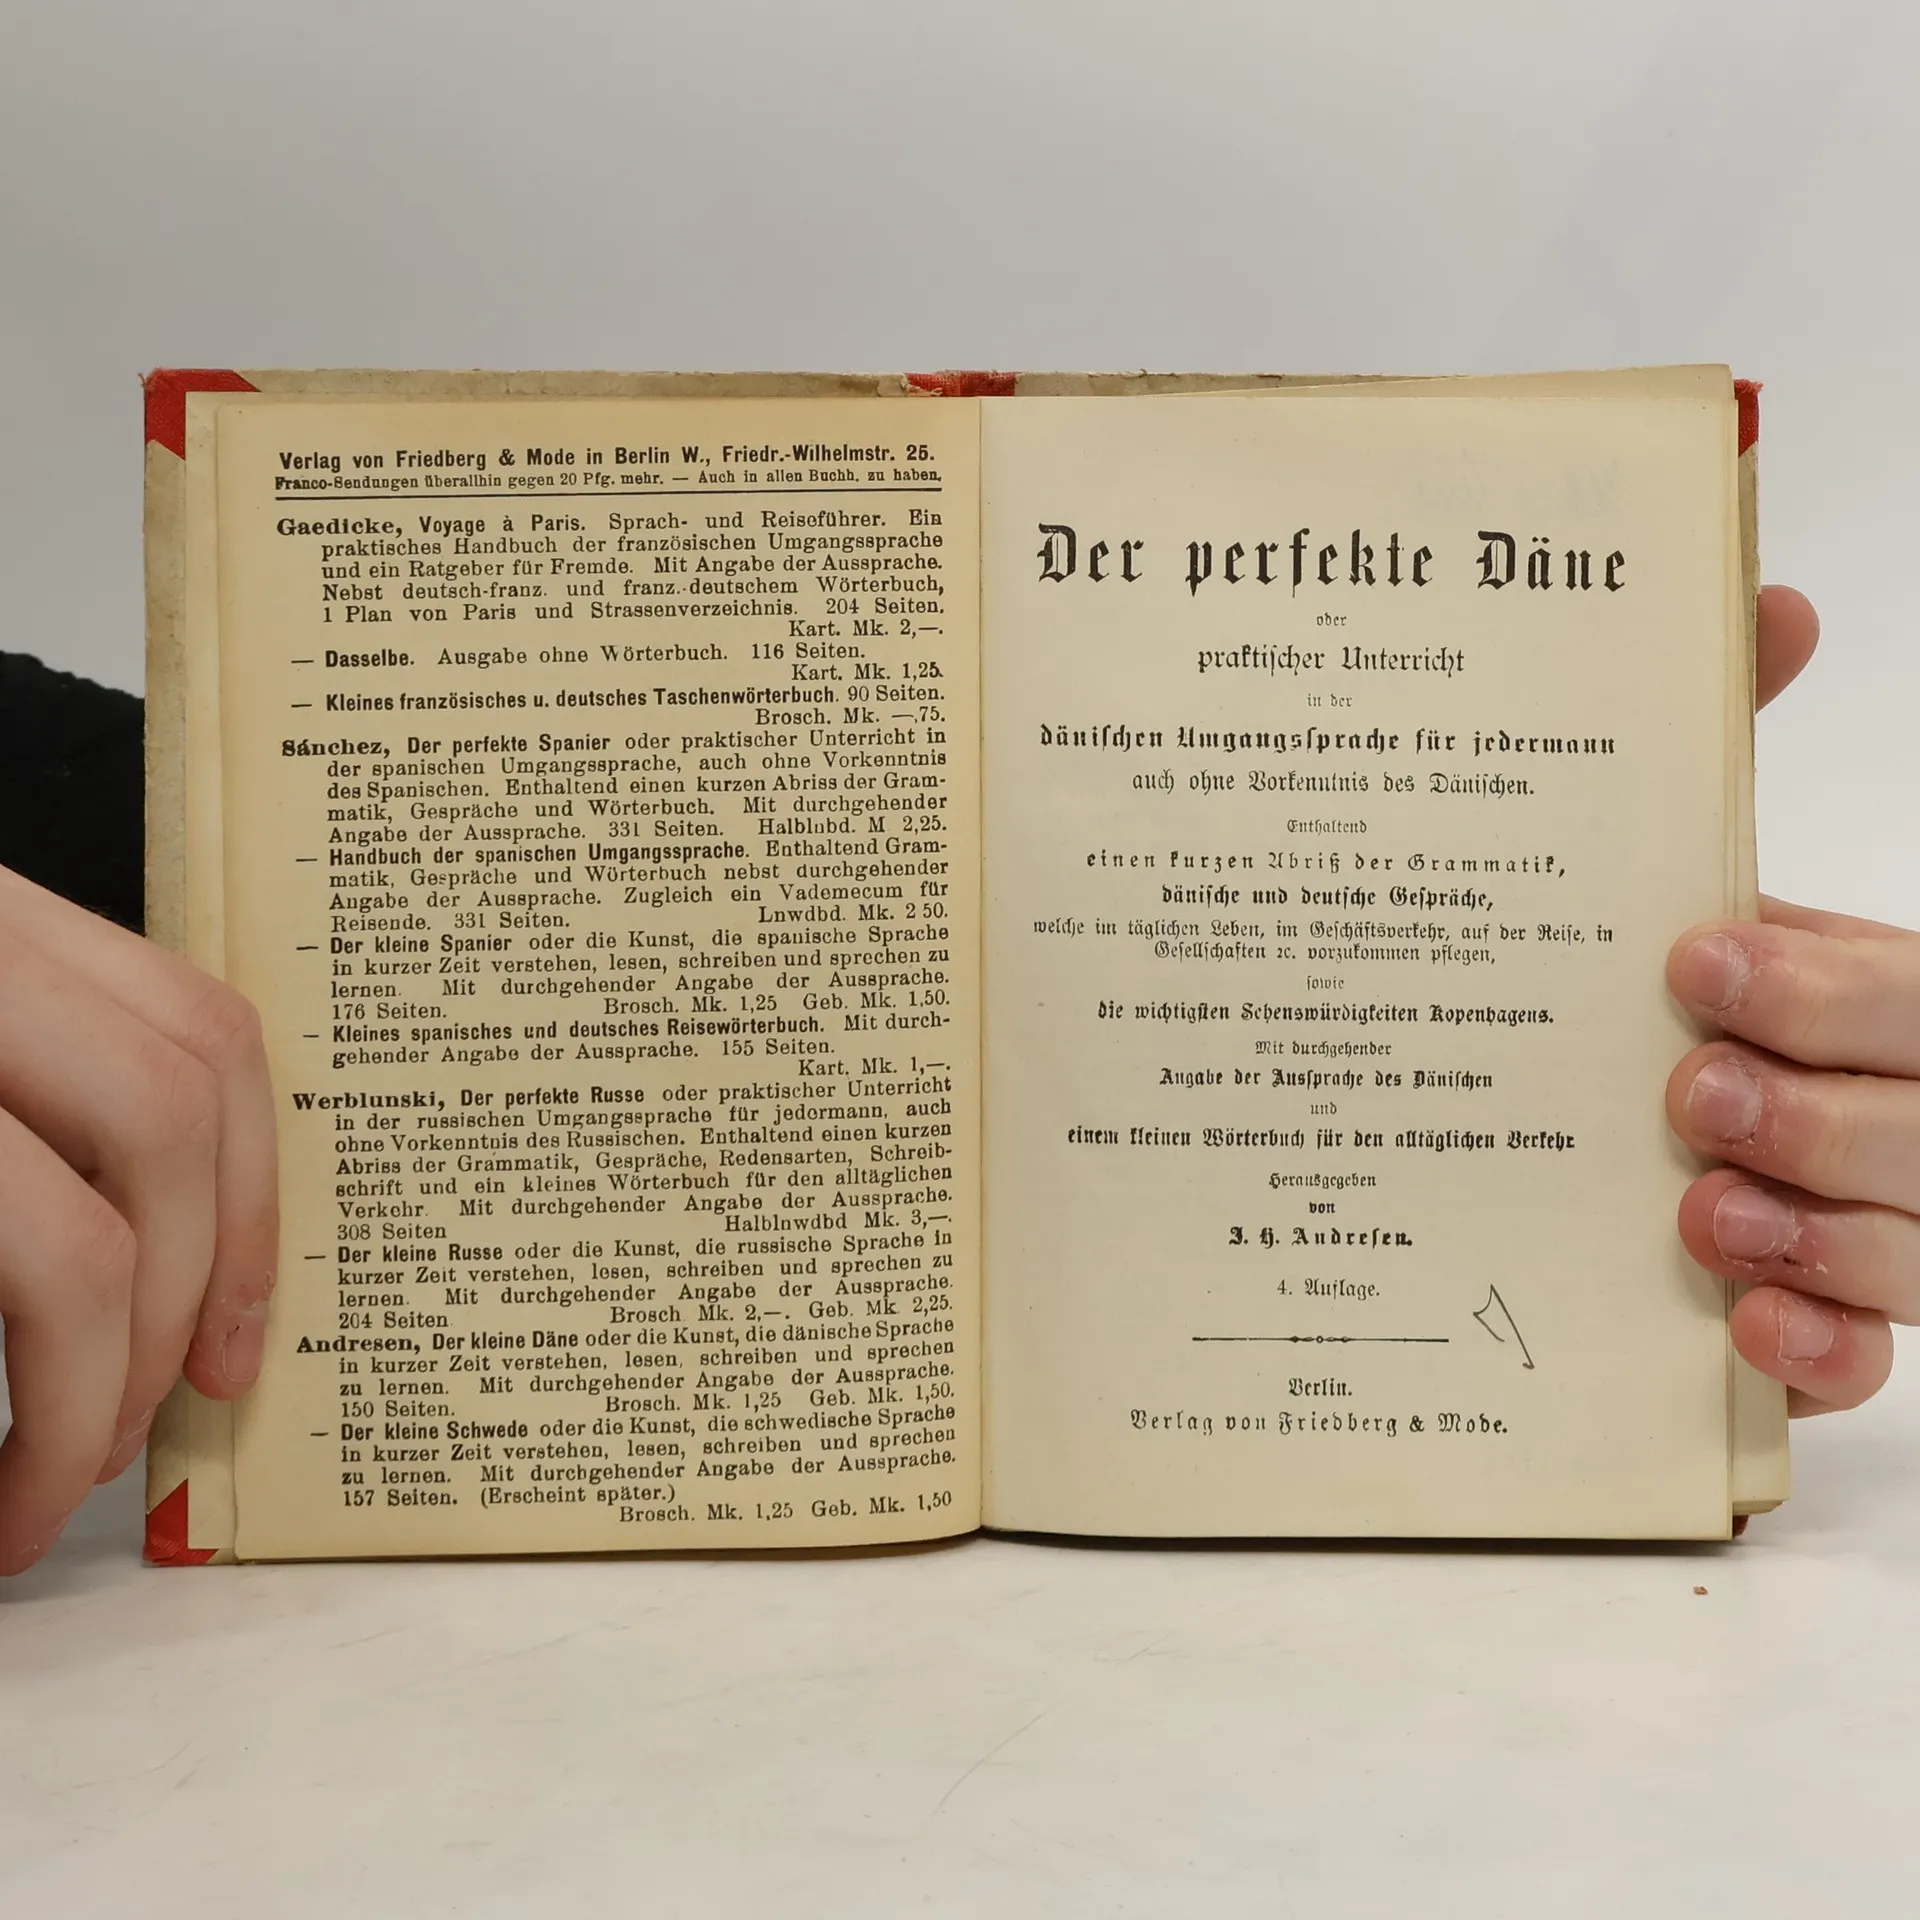 Verlag von Friedberg & Mode in Berlin W., Friedr.-Wilhelmstr. 25.
Franco-Sendungen überallhin gegen 20 Pfg. mehr. — Auch in allen Buchh. zu haben.
Gaedicke, Voyage à Paris. Sprach- und Reiseführer. Ein
praktisches Handbuch der französischen Umgangssprache
und ein Ratgeber für Fremde. Mit Angabe der Aussprache.
Nebst deutsch-franz. und franz.-deutschem Wörterbuch,
1 Plan von Paris und Strassenverzeichnis. 204 Seiten.
Kart. Mk. 2,—.
— Dasselbe. Ausgabe ohne Wörterbuch. 116 Seiten.
Kart. Mk. 1,25.
— Kleines französisches u. deutsches Taschenwörterbuch. 90 Seiten.
Brosch. Mk. —,75.
Sánchez, Der perfekte Spanier oder praktischer Unterricht in
der spanischen Umgangssprache, auch ohne Vorkenntnis
des Spanischen. Enthaltend einen kurzen Abriss der Gram-
matik, Gespräche und Wörterbuch. Mit durchgehender
Angabe der Aussprache. 331 Seiten. Halblnbd. M 2,25.
— Handbuch der spanischen Umgangssprache. Enthaltend Gram-
matik, Gespräche und Wörterbuch nebst durchgehender
Angabe der Aussprache. Zugleich ein Vademecum für
Reisende. 331 Seiten. Lnwdbd. Mk. 2 50.
— Der kleine Spanier oder die Kunst, die spanische Sprache
in kurzer Zeit verstehen, lesen, schreiben und sprechen zu
lernen. Mit durchgehender Angabe der Aussprache.
176 Seiten. Brosch. Mk. 1,25 Geb. Mk. 1,50.
— Kleines spanisches und deutsches Reisewörterbuch. Mit durch-
gehender Angabe der Aussprache. 155 Seiten.
Kart. Mk. 1,—.
Werblunski, Der perfekte Russe oder praktischer Unterricht
in der russischen Umgangssprache für jedermann, auch
ohne Vorkenntnis des Russischen. Enthaltend einen kurzen
Abriss der Grammatik, Gespräche, Redensarten, Schreib-
schrift und ein kleines Wörterbuch für den alltäglichen
Verkehr. Mit durchgehender Angabe der Aussprache.
308 Seiten Halblnwdbd Mk. 3,—.
— Der kleine Russe oder die Kunst, die russische Sprache in
kurzer Zeit verstehen, lesen, schreiben und sprechen zu
lernen. Mit durchgehender Angabe der Aussprache.
204 Seiten Brosch. Mk. 2,—. Geb. Mk. 2,25.
Andresen, Der kleine Däne oder die Kunst, die dänische Sprache
in kurzer Zeit verstehen, lesen, schreiben und sprechen
zu lernen. Mit durchgehender Angabe der Aussprache.
150 Seiten. Brosch. Mk. 1,25 Geb. Mk. 1,50.
— Der kleine Schwede oder die Kunst, die schwedische Sprache
in kurzer Zeit verstehen, lesen, schreiben und sprechen
zu lernen. Mit durchgehender Angabe der Aussprache.
157 Seiten. (Erscheint später.)
Brosch. Mk. 1,25 Geb. Mk. 1,50
Der perfekte Däne
oder
praktischer Unterricht
in der
dänischen Umgangssprache für jedermann
auch ohne Vorkenntnis des Dänischen.
Enthaltend
einen kurzen Abriß der Grammatik,
dänische und deutsche Gespräche,
welche im täglichen Leben, im Geschäftsverkehr, auf der Reise, in
Gesellschaften ꝛc. vorzukommen pflegen,
sowie
die wichtigsten Sehenswürdigkeiten Kopenhagens.
Mit durchgehender
Angabe der Aussprache des Dänischen
und
einem kleinen Wörterbuch für den alltäglichen Verkehr
Herausgegeben
von
J. H. Andresen.
4. Auflage.
Berlin.
Verlag von Friedberg & Mode.